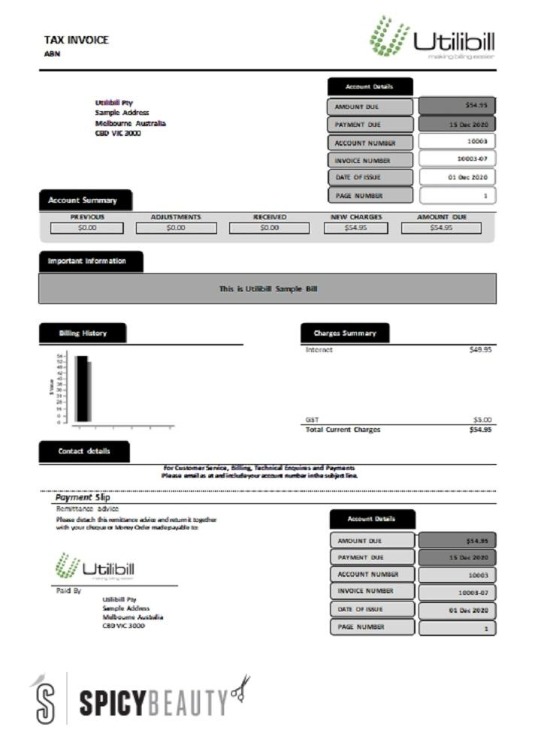 TAX INVOICE
ABN
Utilibill
making billing easier
Utilibill Pty
Sample Address
Melbourne Australia
CBD VIC 3000
Account Details
AMOUNT DUE $54.95
PAYMENT DUE 15 Dec 2020
ACCOUNT NUMBER 10003
INVOICE NUMBER 10003-07
DATE OF ISSUE 01 Dec 2020
PAGE NUMBER 1
Account Summary
PREVIOUS ADJUSTMENTS RECEIVED NEW CHARGES AMOUNT DUE
$0.00 $0.00 $0.00 $54.95 $54.95
Important Information
This is Utilibill Sample Bill
Billing History
Charges Summary
Internet $49.95
GST $5.00
Total Current Charges $54.95
Contact details
For Customer Service, Billing, Technical Enquires and Payments
Please email us at and include your account number in the subject line.
Payment Slip
Remittance advice
Please detach this remittance advice and return it together
with your cheque or Money Order made payable to:
Utilibill
making billing easier
Paid By
Utilibill Pty
Sample Address
Melbourne Australia
CBD VIC 3000
Account Details
AMOUNT DUE $54.95
PAYMENT DUE 15 Dec 2020
ACCOUNT NUMBER 10003
INVOICE NUMBER 10003-07
DATE OF ISSUE 01 Dec 2020
PAGE NUMBER 1
S SPICYBEAUTY